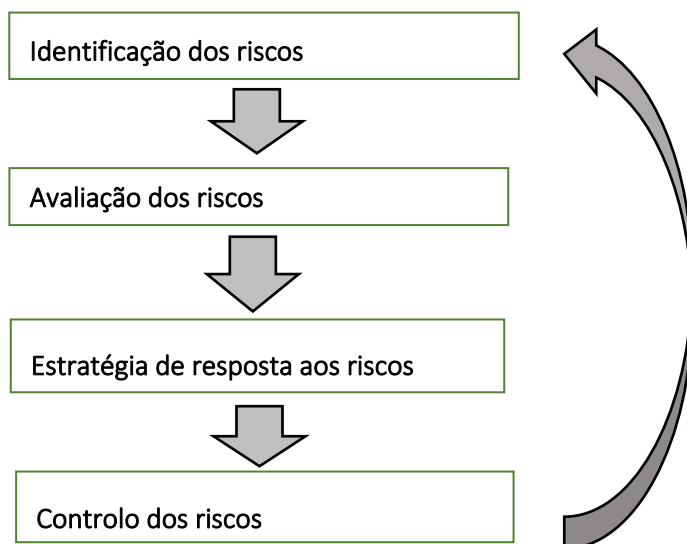 Identificação dos riscos
Avaliação dos riscos
Estratégia de resposta aos riscos
Controlo dos riscos